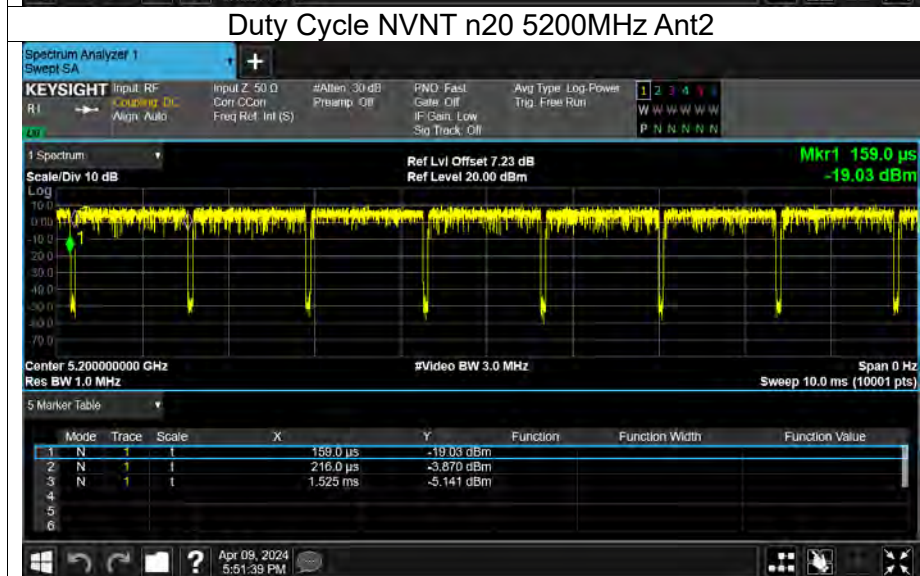 Duty Cycle NVNT n20 5200MHz Ant2
Spectrum Analyzer 1
Swept SA
KEYSIGHT
Input: RF
Coupling: DC
Align: Auto
Input Z: 50 Ω
Corr CCorr
Freq Ref: Int (S)
#Atten: 30 dB
Preamp: Off
PNO: Fast
Gate: Off
IF Gain: Low
Sig Track: Off
Avg Type: Log-Power
Trig: Free Run
1 2 3 4 5 6
W W W W W W
P N N N N N
1 Spectrum
Scale/Div 10 dB
Ref Lvl Offset 7.23 dB
Ref Level 20.00 dBm
Mkr1 159.0 µs
-19.03 dBm
Log
10.0
0.00
-10.0
-20.0
-30.0
-40.0
-50.0
-60.0
-70.0
1
Center 5.200000000 GHz
Res BW 1.0 MHz
#Video BW 3.0 MHz
Span 0 Hz
Sweep 10.0 ms (10001 pts)
5 Marker Table
Mode Trace Scale X Y Function Function Width Function Value
1 N 1 t 159.0 µs -19.03 dBm
2 N 1 t 216.0 µs -3.870 dBm
3 N 1 t 1.525 ms -5.141 dBm
4
5
6
?
Apr 09, 2024
5:51:39 PM